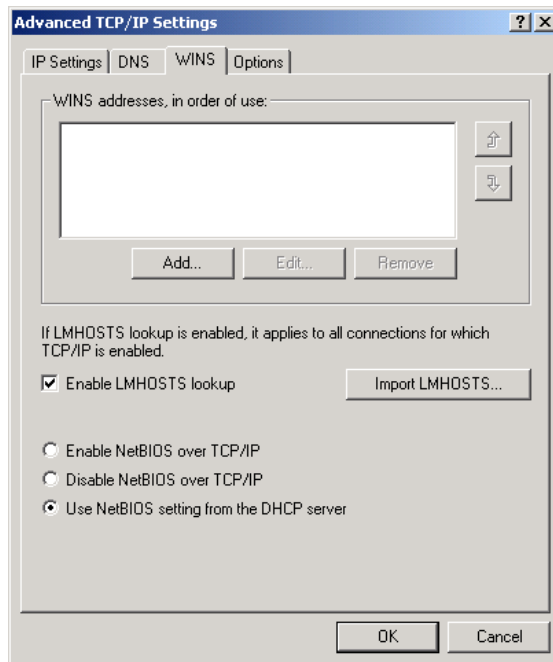 Advanced TCP/IP Settings
IP Settings DNS WINS Options
WINS addresses, in order of use:
Add... Edit... Remove
If LMHOSTS lookup is enabled, it applies to all connections for which
TCP/IP is enabled.
Enable LMHOSTS lookup Import LMHOSTS...
Enable NetBIOS over TCP/IP
Disable NetBIOS over TCP/IP
Use NetBIOS setting from the DHCP server
OK Cancel